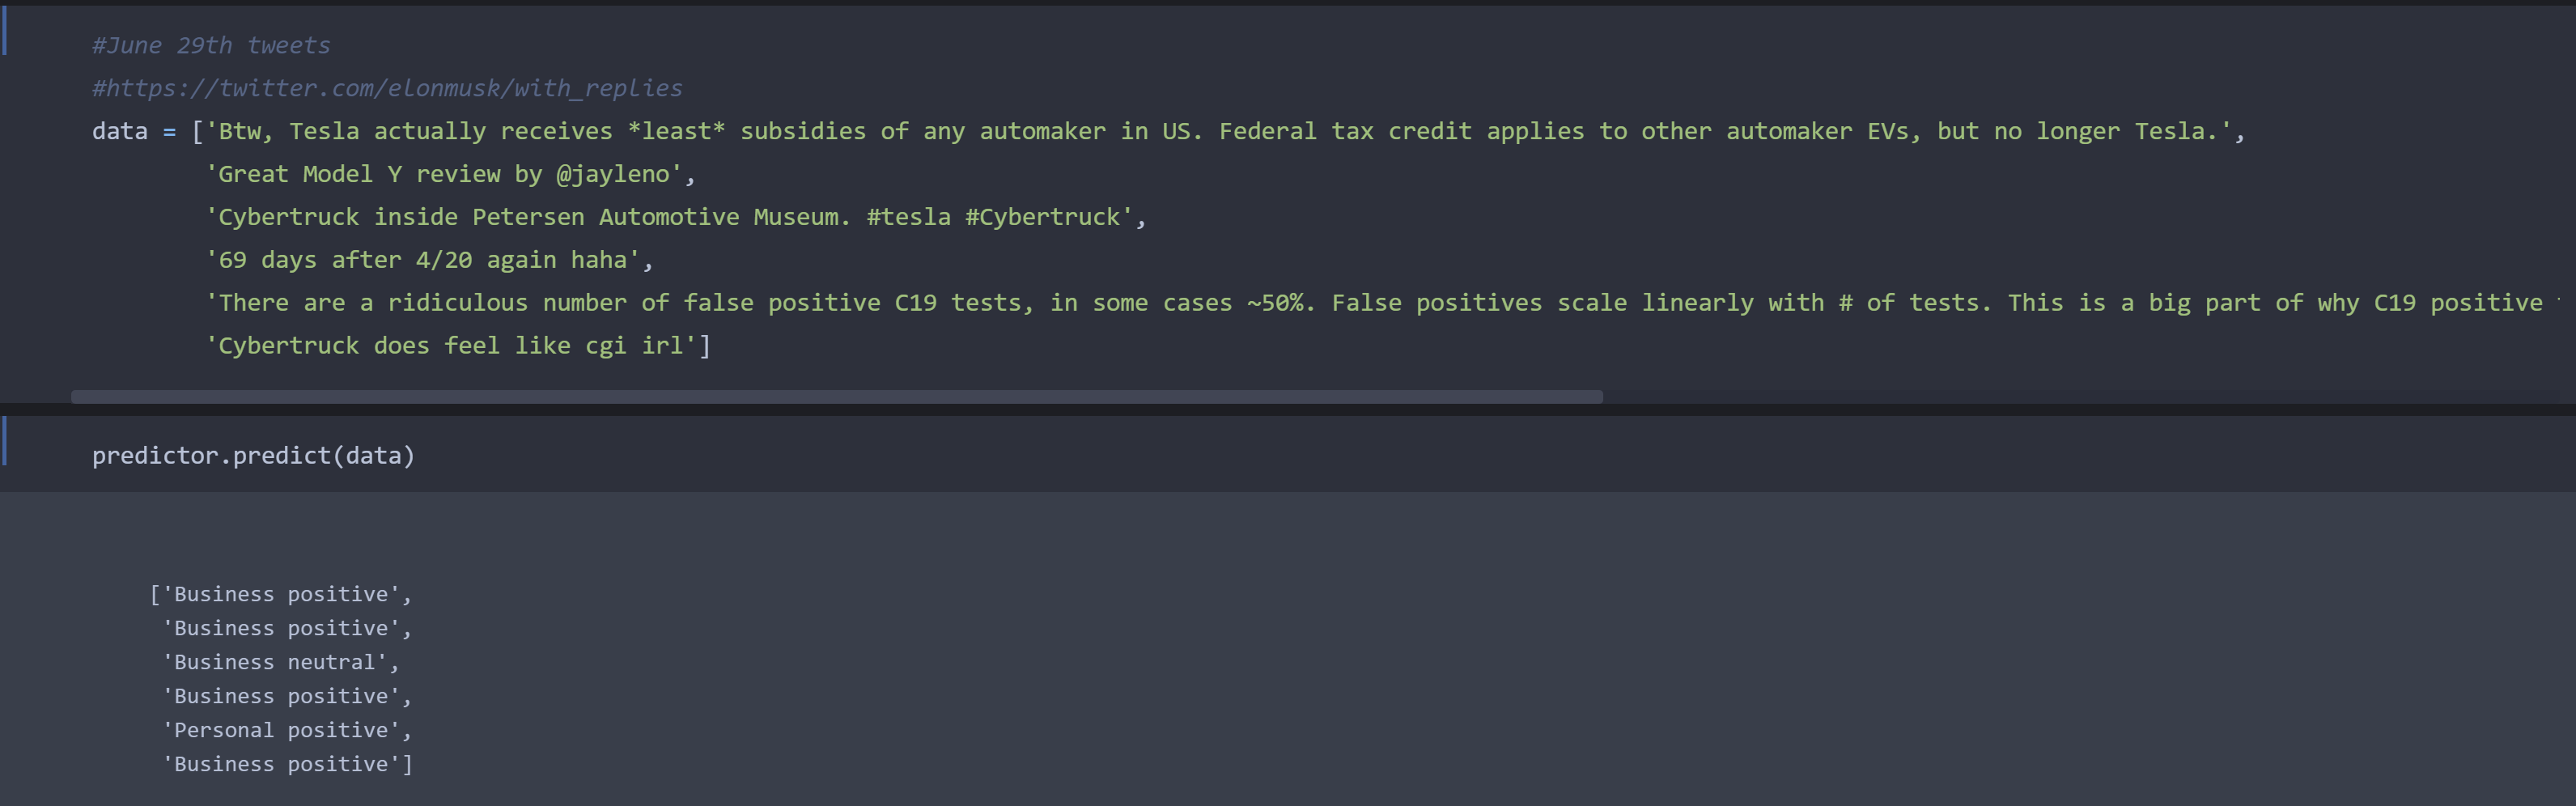 #June 29th tweets
#https://twitter.com/elonmusk/with_replies
data = ['Btw, Tesla actually receives *least* subsidies of any automaker in US. Federal tax credit applies to other automaker EVs, but no longer Tesla.',
'Great Model Y review by @jayleno',
'Cybertruck inside Petersen Automotive Museum. #tesla #Cybertruck',
'69 days after 4/20 again haha',
'There are a ridiculous number of false positive C19 tests, in some cases ~50%. False positives scale linearly with # of tests. This is a big part of why C19 positive
'Cybertruck does feel like cgi irl']
predictor.predict(data)
['Business positive',
'Business positive',
'Business neutral',
'Business positive',
'Personal positive',
'Business positive']